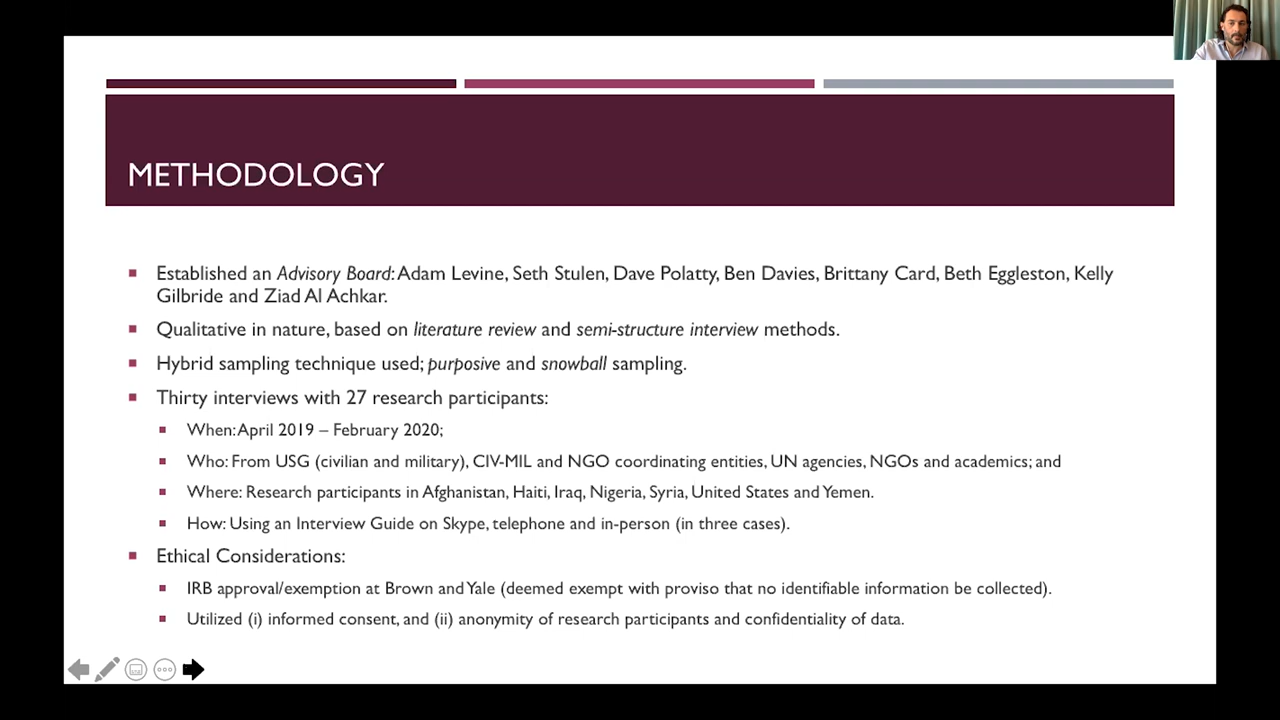 METHODOLOGY
Established an Advisory Board: Adam Levine, Seth Stulen, Dave Polatty, Ben Davies, Brittany Card, Beth Eggleston, Kelly
Gilbride and Ziad Al Achkar.
Qualitative in nature, based on literature review and semi-structure interview methods.
Hybrid sampling technique used; purposive and snowball sampling.
Thirty interviews with 27 research participants:
When: April 2019 – February 2020;
Who: From USG (civilian and military), CIV-MIL and NGO coordinating entities, UN agencies, NGOs and academics; and
Where: Research participants in Afghanistan, Haiti, Iraq, Nigeria, Syria, United States and Yemen.
How: Using an Interview Guide on Skype, telephone and in-person (in three cases).
Ethical Considerations:
IRB approval/exemption at Brown and Yale (deemed exempt with proviso that no identifiable information be collected).
Utilized (i) informed consent, and (ii) anonymity of research participants and confidentiality of data.